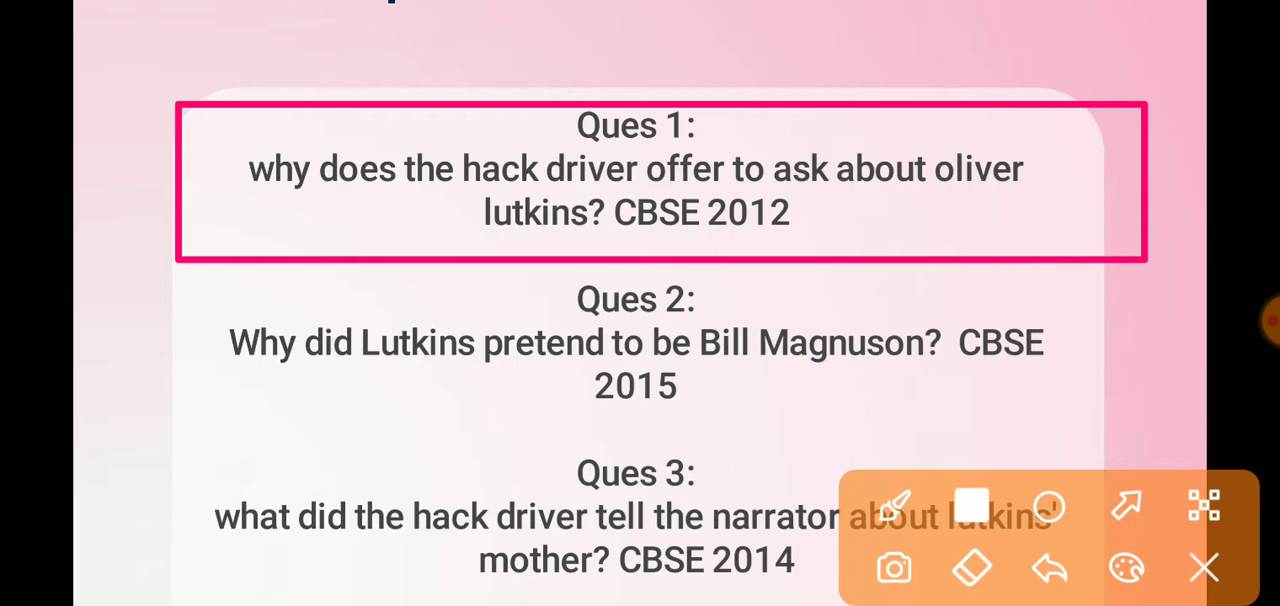 Ques 1:
why does the hack driver offer to ask about oliver
lutkins? CBSE 2012
Ques 2:
Why did Lutkins pretend to be Bill Magnuson? CBSE
2015
Ques 3:
what did the hack driver tell the narrator about lutkins'
mother? CBSE 2014